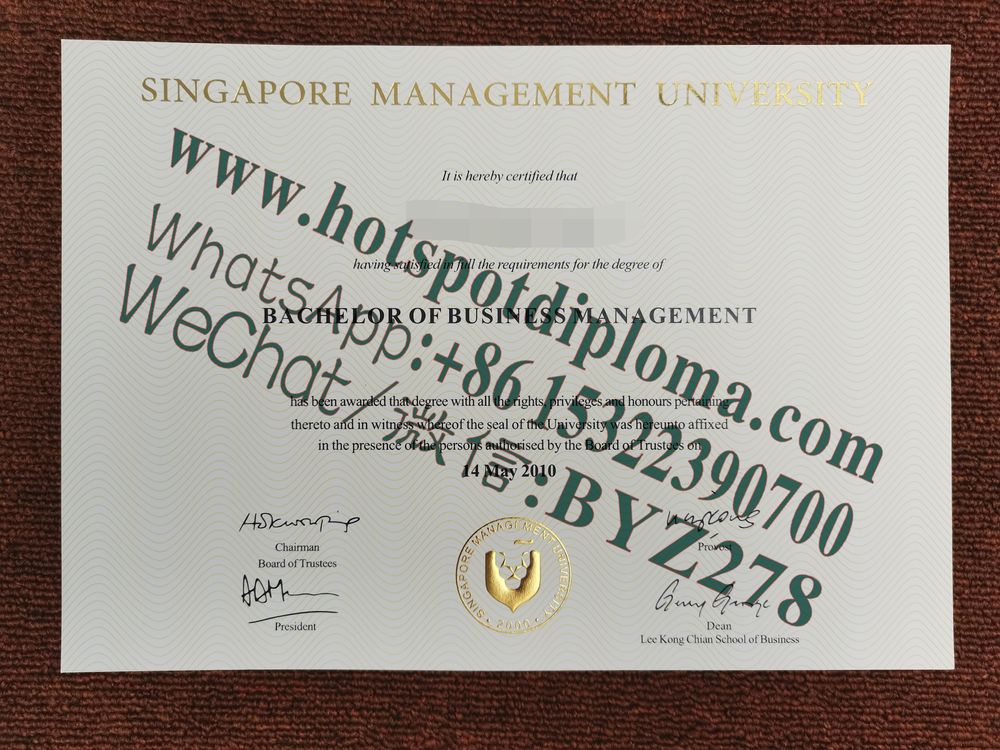 SINGAPORE MANAGEMENT UNIVERSITY
It is hereby certified that
having satisfied in full the requirements for the degree of
BACHELOR OF BUSINESS MANAGEMENT
has been awarded that degree with all the rights, privileges and honours pertaining
thereto and in witness whereof the seal of the University was hereunto affixed
in the presence of the persons authorised by the Board of Trustees on
14 May 2010
Chairman
Board of Trustees
President
Provost
Dean
Lee Kong Chian School of Business
SINGAPORE MANAGEMENT UNIVERSITY
2000
www.hotspotdiploma.com
WhatsApp:+86 15322390700
WeChat/微信:BYZ278